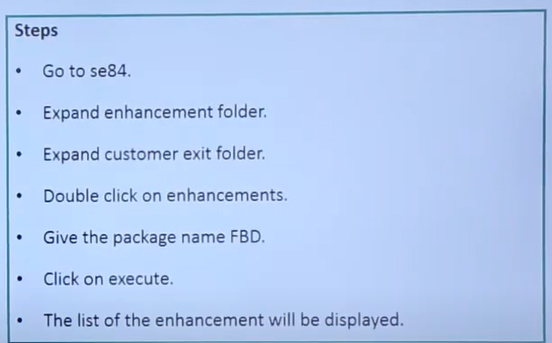 Steps
• Go to se84.
• Expand enhancement folder.
• Expand customer exit folder.
• Double click on enhancements.
• Give the package name FBD.
• Click on execute.
• The list of the enhancement will be displayed.